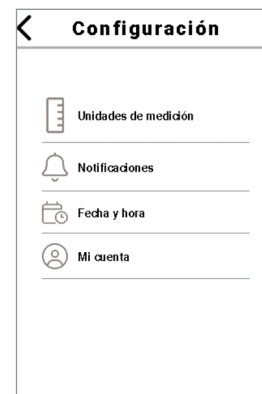 Configuración
Unidades de medición
Notificaciones
Fecha y hora
Mi cuenta